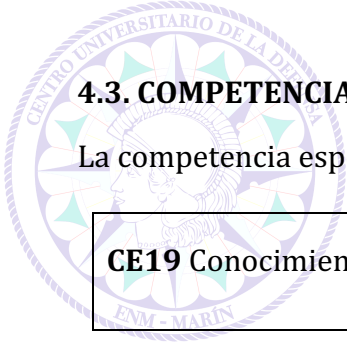 CENTRO UNIVERSITARIO DE LA DEFENSA
4.3. COMPETENCIA
La competencia esp
CE19 Conocimien
ENM - MARÍN